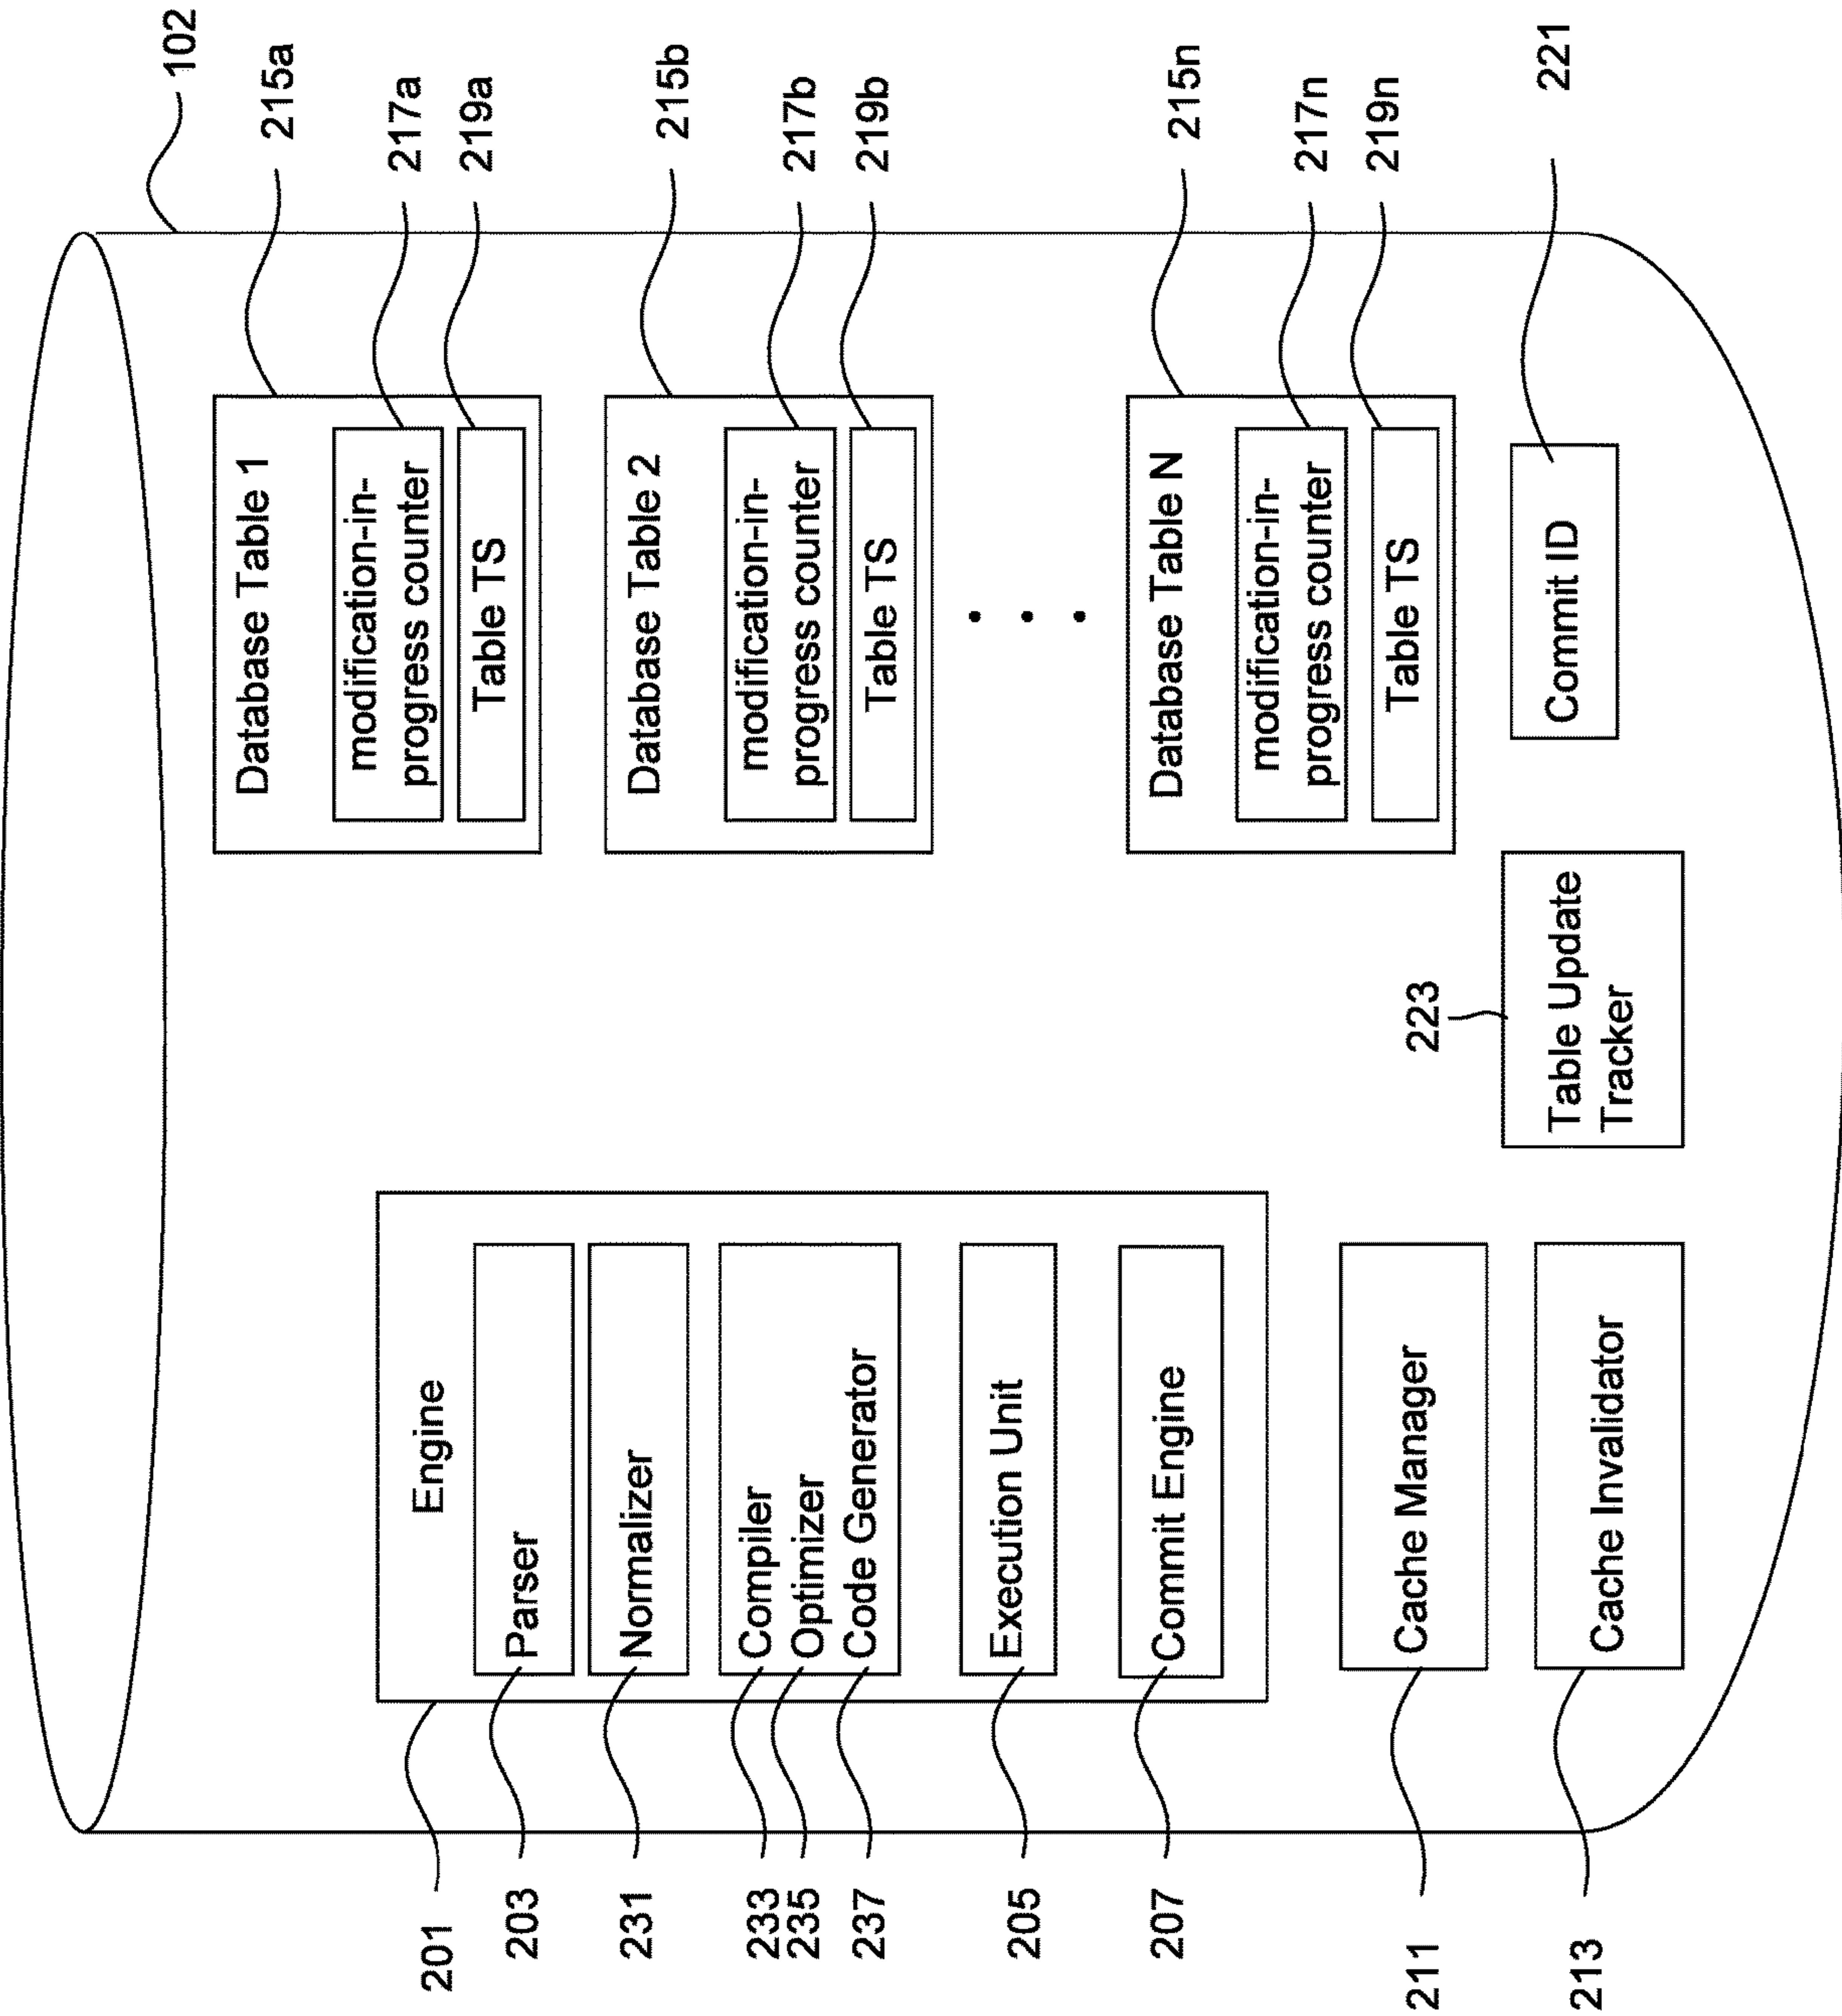 102
201
Engine
203
Parser
231
Normalizer
233
Compiler
235
Optimizer
237
Code Generator
205
Execution Unit
207
Commit Engine
211
Cache Manager
213
Cache Invalidator
223
Table Update
Tracker
215a
Database Table 1
217a
modification-in-
progress counter
219a
Table TS
215b
Database Table 2
217b
modification-in-
progress counter
219b
Table TS
215n
Database Table N
217n
modification-in-
progress counter
219n
Table TS
221
Commit ID